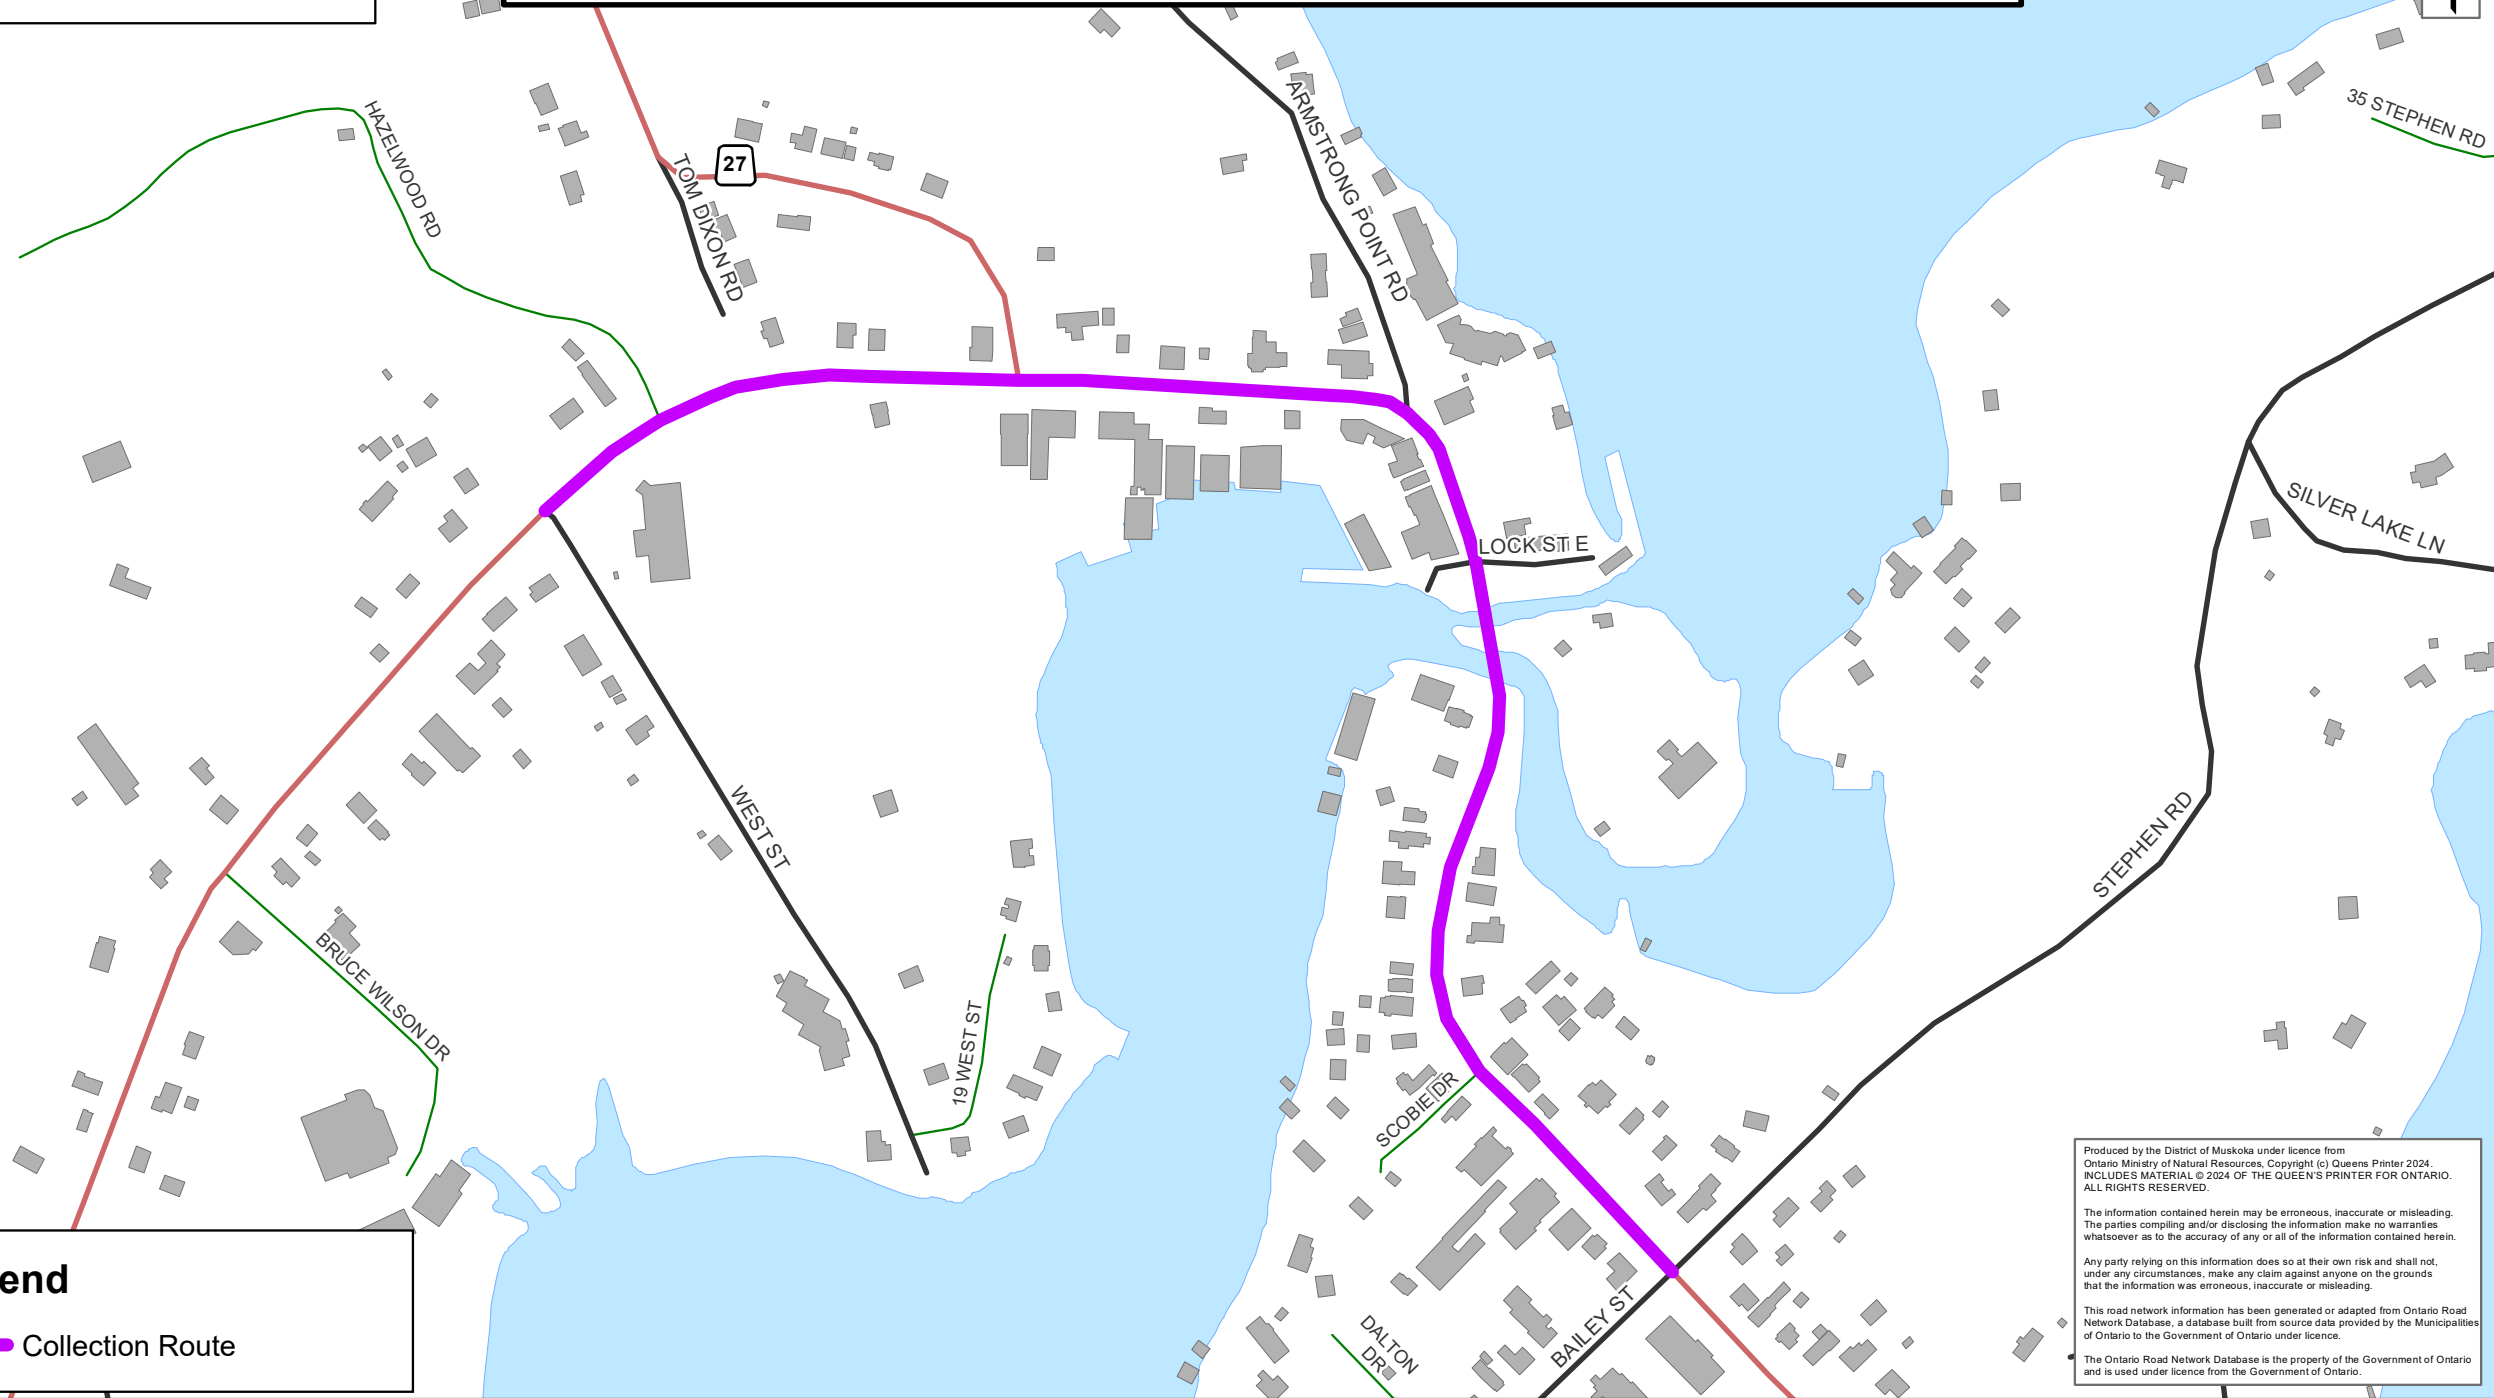 HAZELWOOD RD
TOM DIXON RD
27
ARMSTRONG POINT RD
35 STEPHEN RD
SILVER LAKE LN
LOCK ST E
WEST ST
STEPHEN RD
BRUCE WILSON DR
19 WEST ST
SCOBIE DR
DALTON
DR
BAILEY ST
end
Collection Route
Produced by the District of Muskoka under licence from
Ontario Ministry of Natural Resources, Copyright (c) Queens Printer 2024.
INCLUDES MATERIAL © 2024 OF THE QUEEN'S PRINTER FOR ONTARIO.
ALL RIGHTS RESERVED.
The information contained herein may be erroneous, inaccurate or misleading.
The parties compiling and/or disclosing the information make no warranties
whatsoever as to the accuracy of any or all of the information contained herein.
Any party relying on this information does so at their own risk and shall not,
under any circumstances, make any claim against anyone on the grounds
that the information was erroneous, inaccurate or misleading.
This road network information has been generated or adapted from Ontario Road
Network Database, a database built from source data provided by the Municipalities
of Ontario to the Government of Ontario under licence.
The Ontario Road Network Database is the property of the Government of Ontario
and is used under licence from the Government of Ontario.